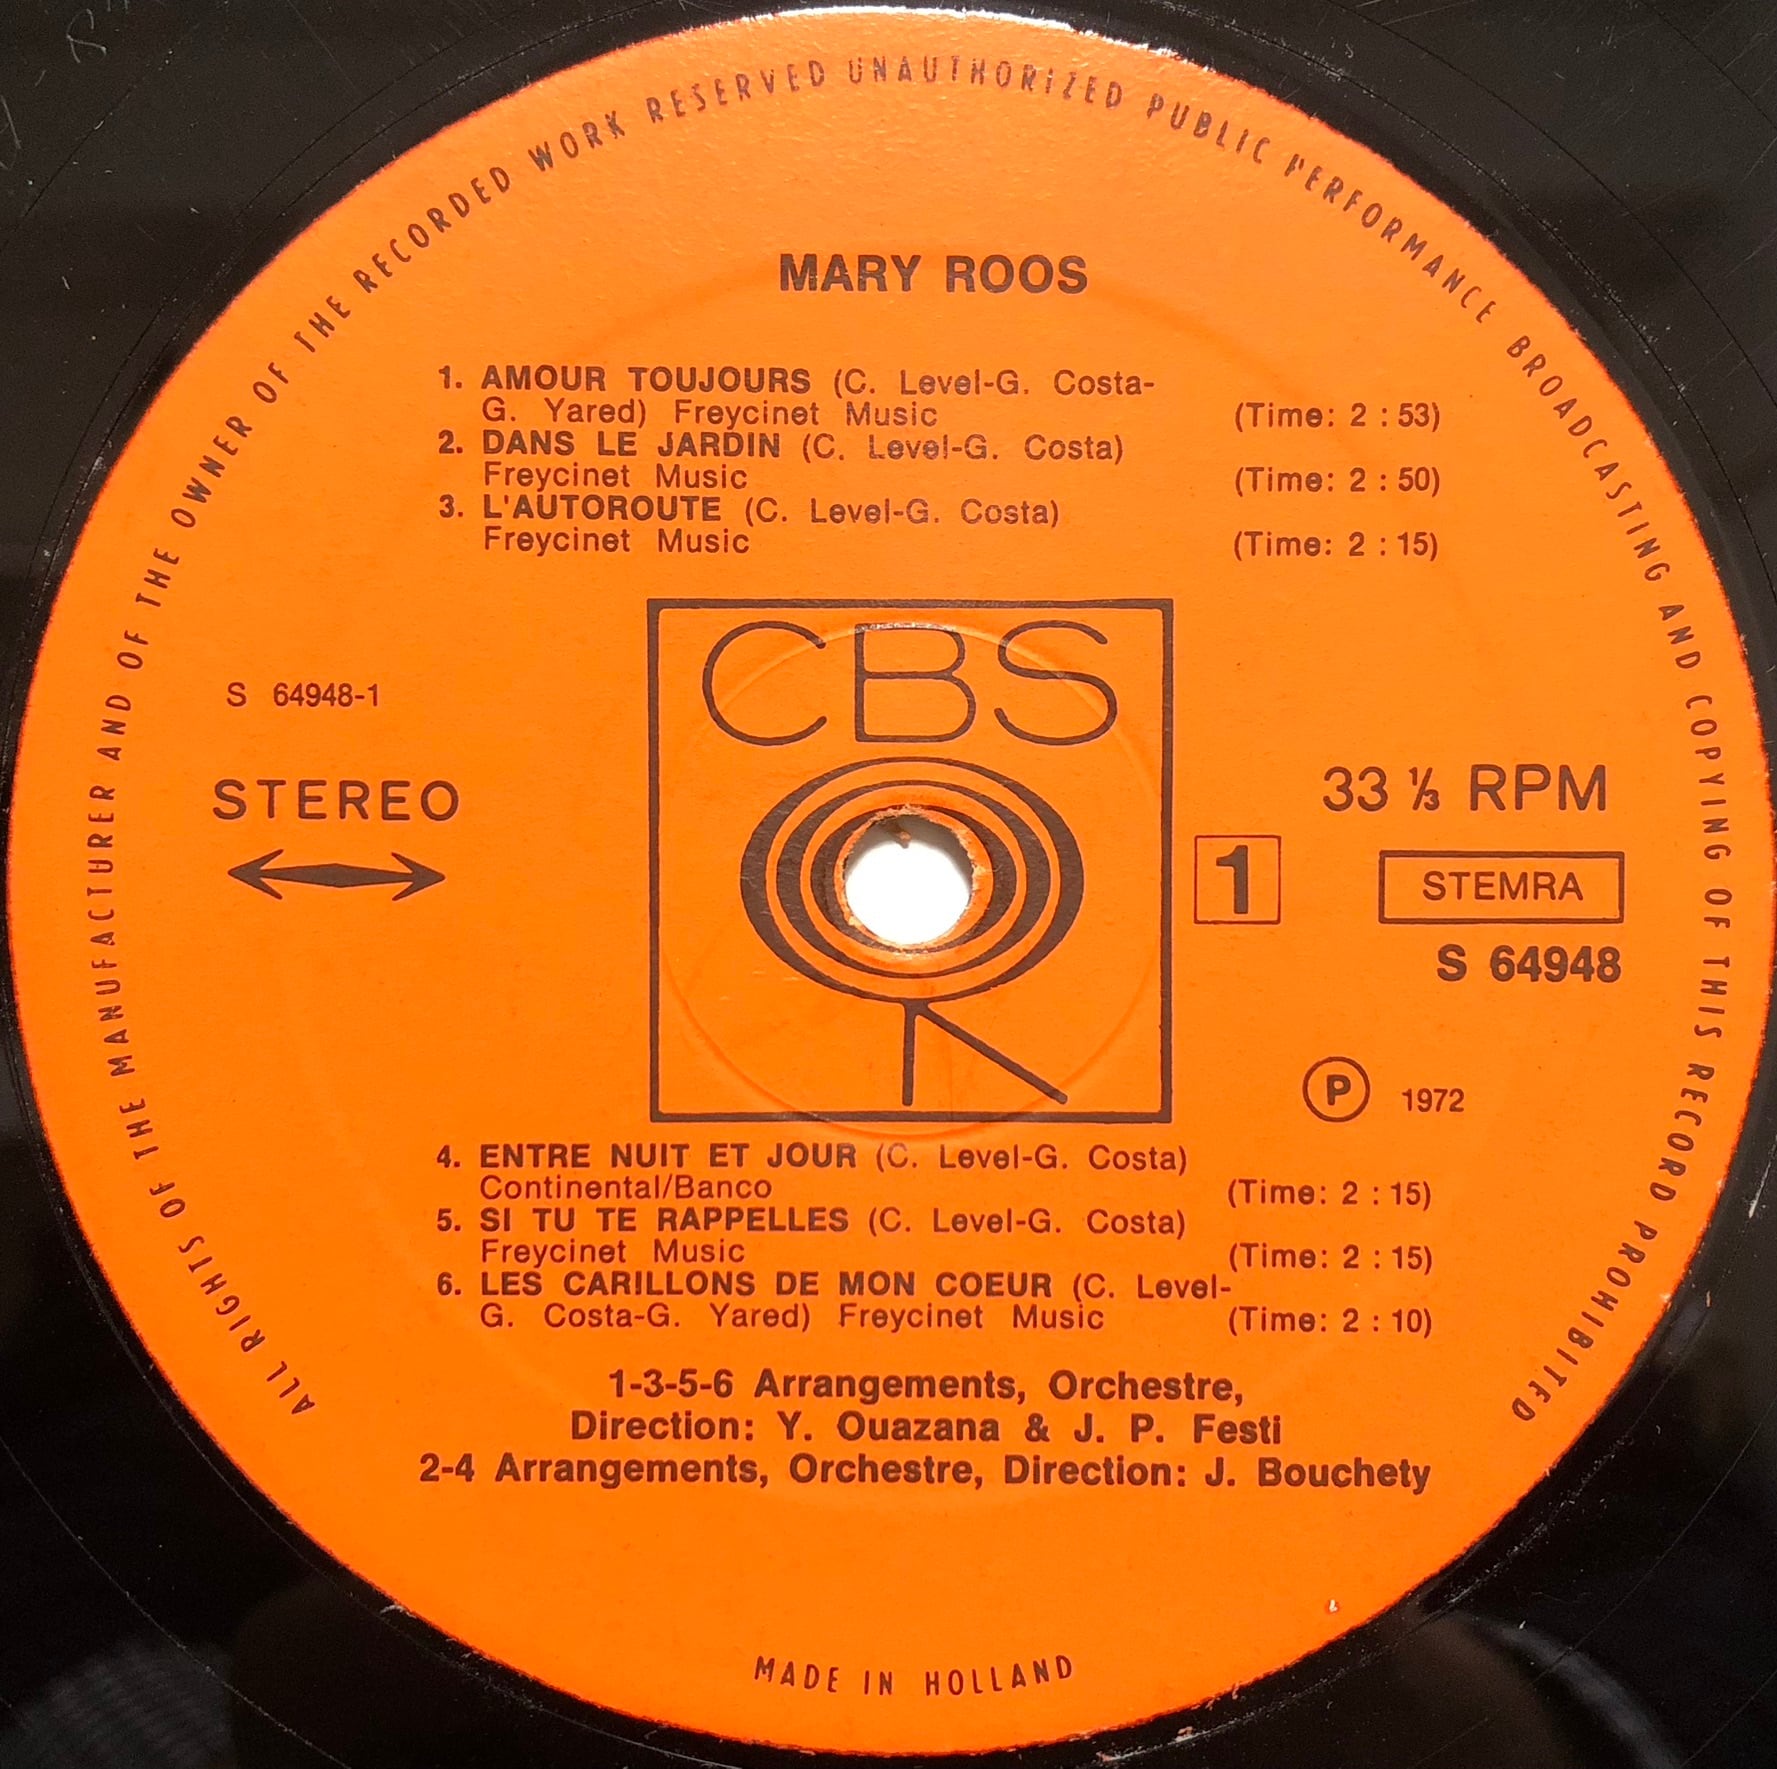 ALL RIGHTS OF THE MANUFACTURER AND OF THE OWNER OF THE RECORDED WORK RESERVED UNAUTHORIZED PUBLIC PERFORMANCE BROADCASTING AND COPYING OF THIS RECORD PROHIBITED
MARY ROOS
1. AMOUR TOUJOURS (C. Level-G. Costa-
G. Yared) Freycinet Music (Time: 2 : 53)
2. DANS LE JARDIN (C. Level-G. Costa)
Freycinet Music (Time: 2 : 50)
3. L'AUTOROUTE (C. Level-G. Costa)
Freycinet Music (Time: 2 : 15)
CBS
S 64948-1
STEREO
33 ⅓ RPM
1
STEMRA
S 64948
Ⓟ 1972
4. ENTRE NUIT ET JOUR (C. Level-G. Costa)
Continental/Banco (Time: 2 : 15)
5. SI TU TE RAPPELLES (C. Level-G. Costa)
Freycinet Music (Time: 2 : 15)
6. LES CARILLONS DE MON COEUR (C. Level-
G. Costa-G. Yared) Freycinet Music (Time: 2 : 10)
1-3-5-6 Arrangements, Orchestre,
Direction: Y. Ouazana & J. P. Festi
2-4 Arrangements, Orchestre, Direction: J. Bouchety
MADE IN HOLLAND